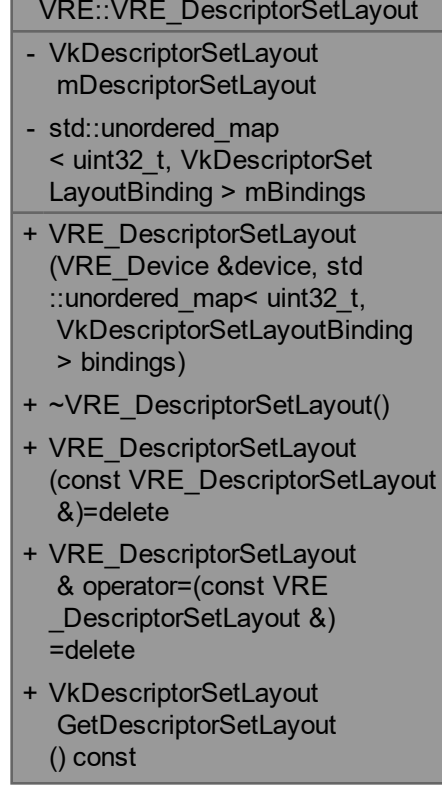 VRE::VRE_DescriptorSetLayout
- VkDescriptorSetLayout
mDescriptorSetLayout
- std::unordered_map
< uint32_t, VkDescriptorSet
LayoutBinding > mBindings
+ VRE_DescriptorSetLayout
(VRE_Device &device, std
::unordered_map< uint32_t,
VkDescriptorSetLayoutBinding
> bindings)
+ ~VRE_DescriptorSetLayout()
+ VRE_DescriptorSetLayout
(const VRE_DescriptorSetLayout
&)=delete
+ VRE_DescriptorSetLayout
& operator=(const VRE
_DescriptorSetLayout &)
=delete
+ VkDescriptorSetLayout
GetDescriptorSetLayout
() const